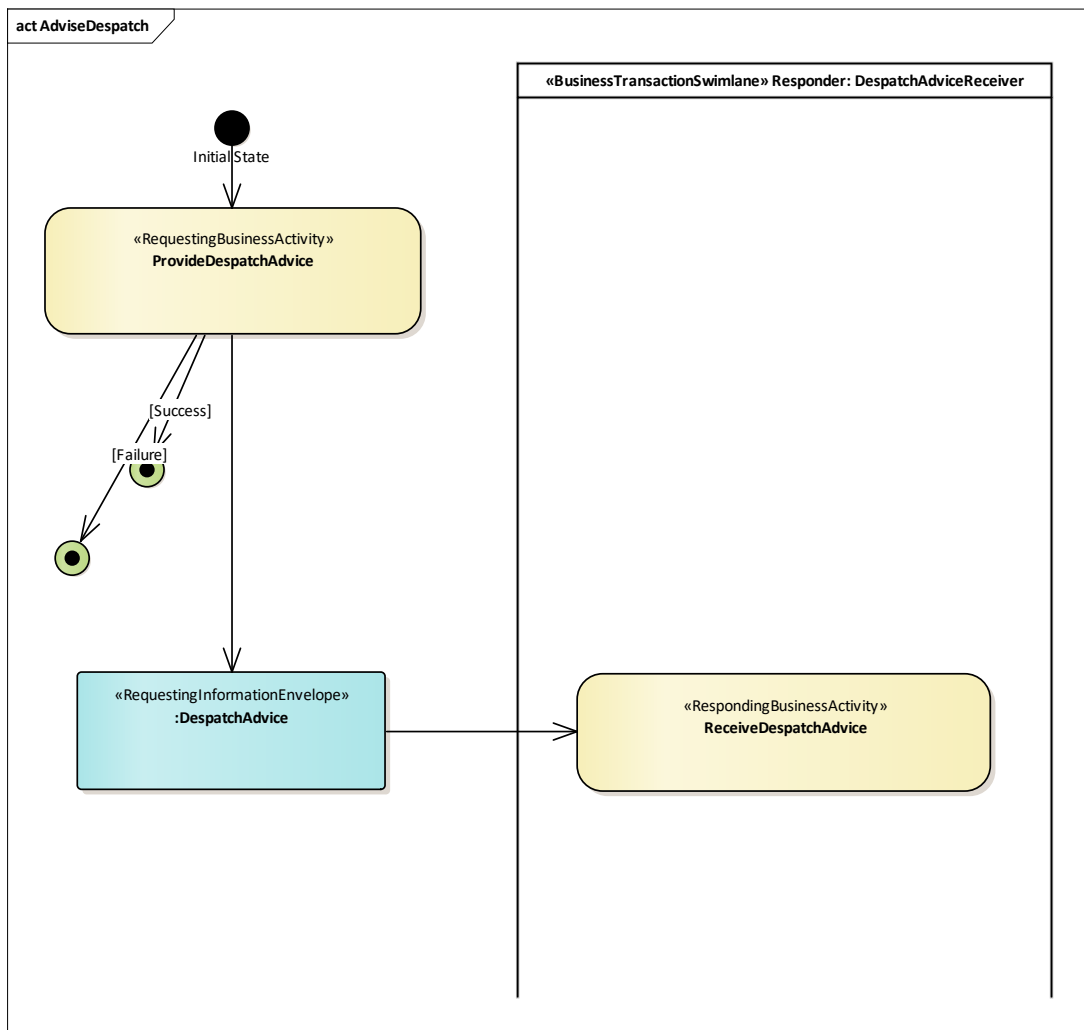 act AdviseDespatch
«BusinessTransactionSwimlane» Responder: DespatchAdviceReceiver
Initial State
«RequestingBusinessActivity»
ProvideDespatchAdvice
[Success]
[Failure]
«RequestingInformationEnvelope»
:DespatchAdvice
«RespondingBusinessActivity»
ReceiveDespatchAdvice